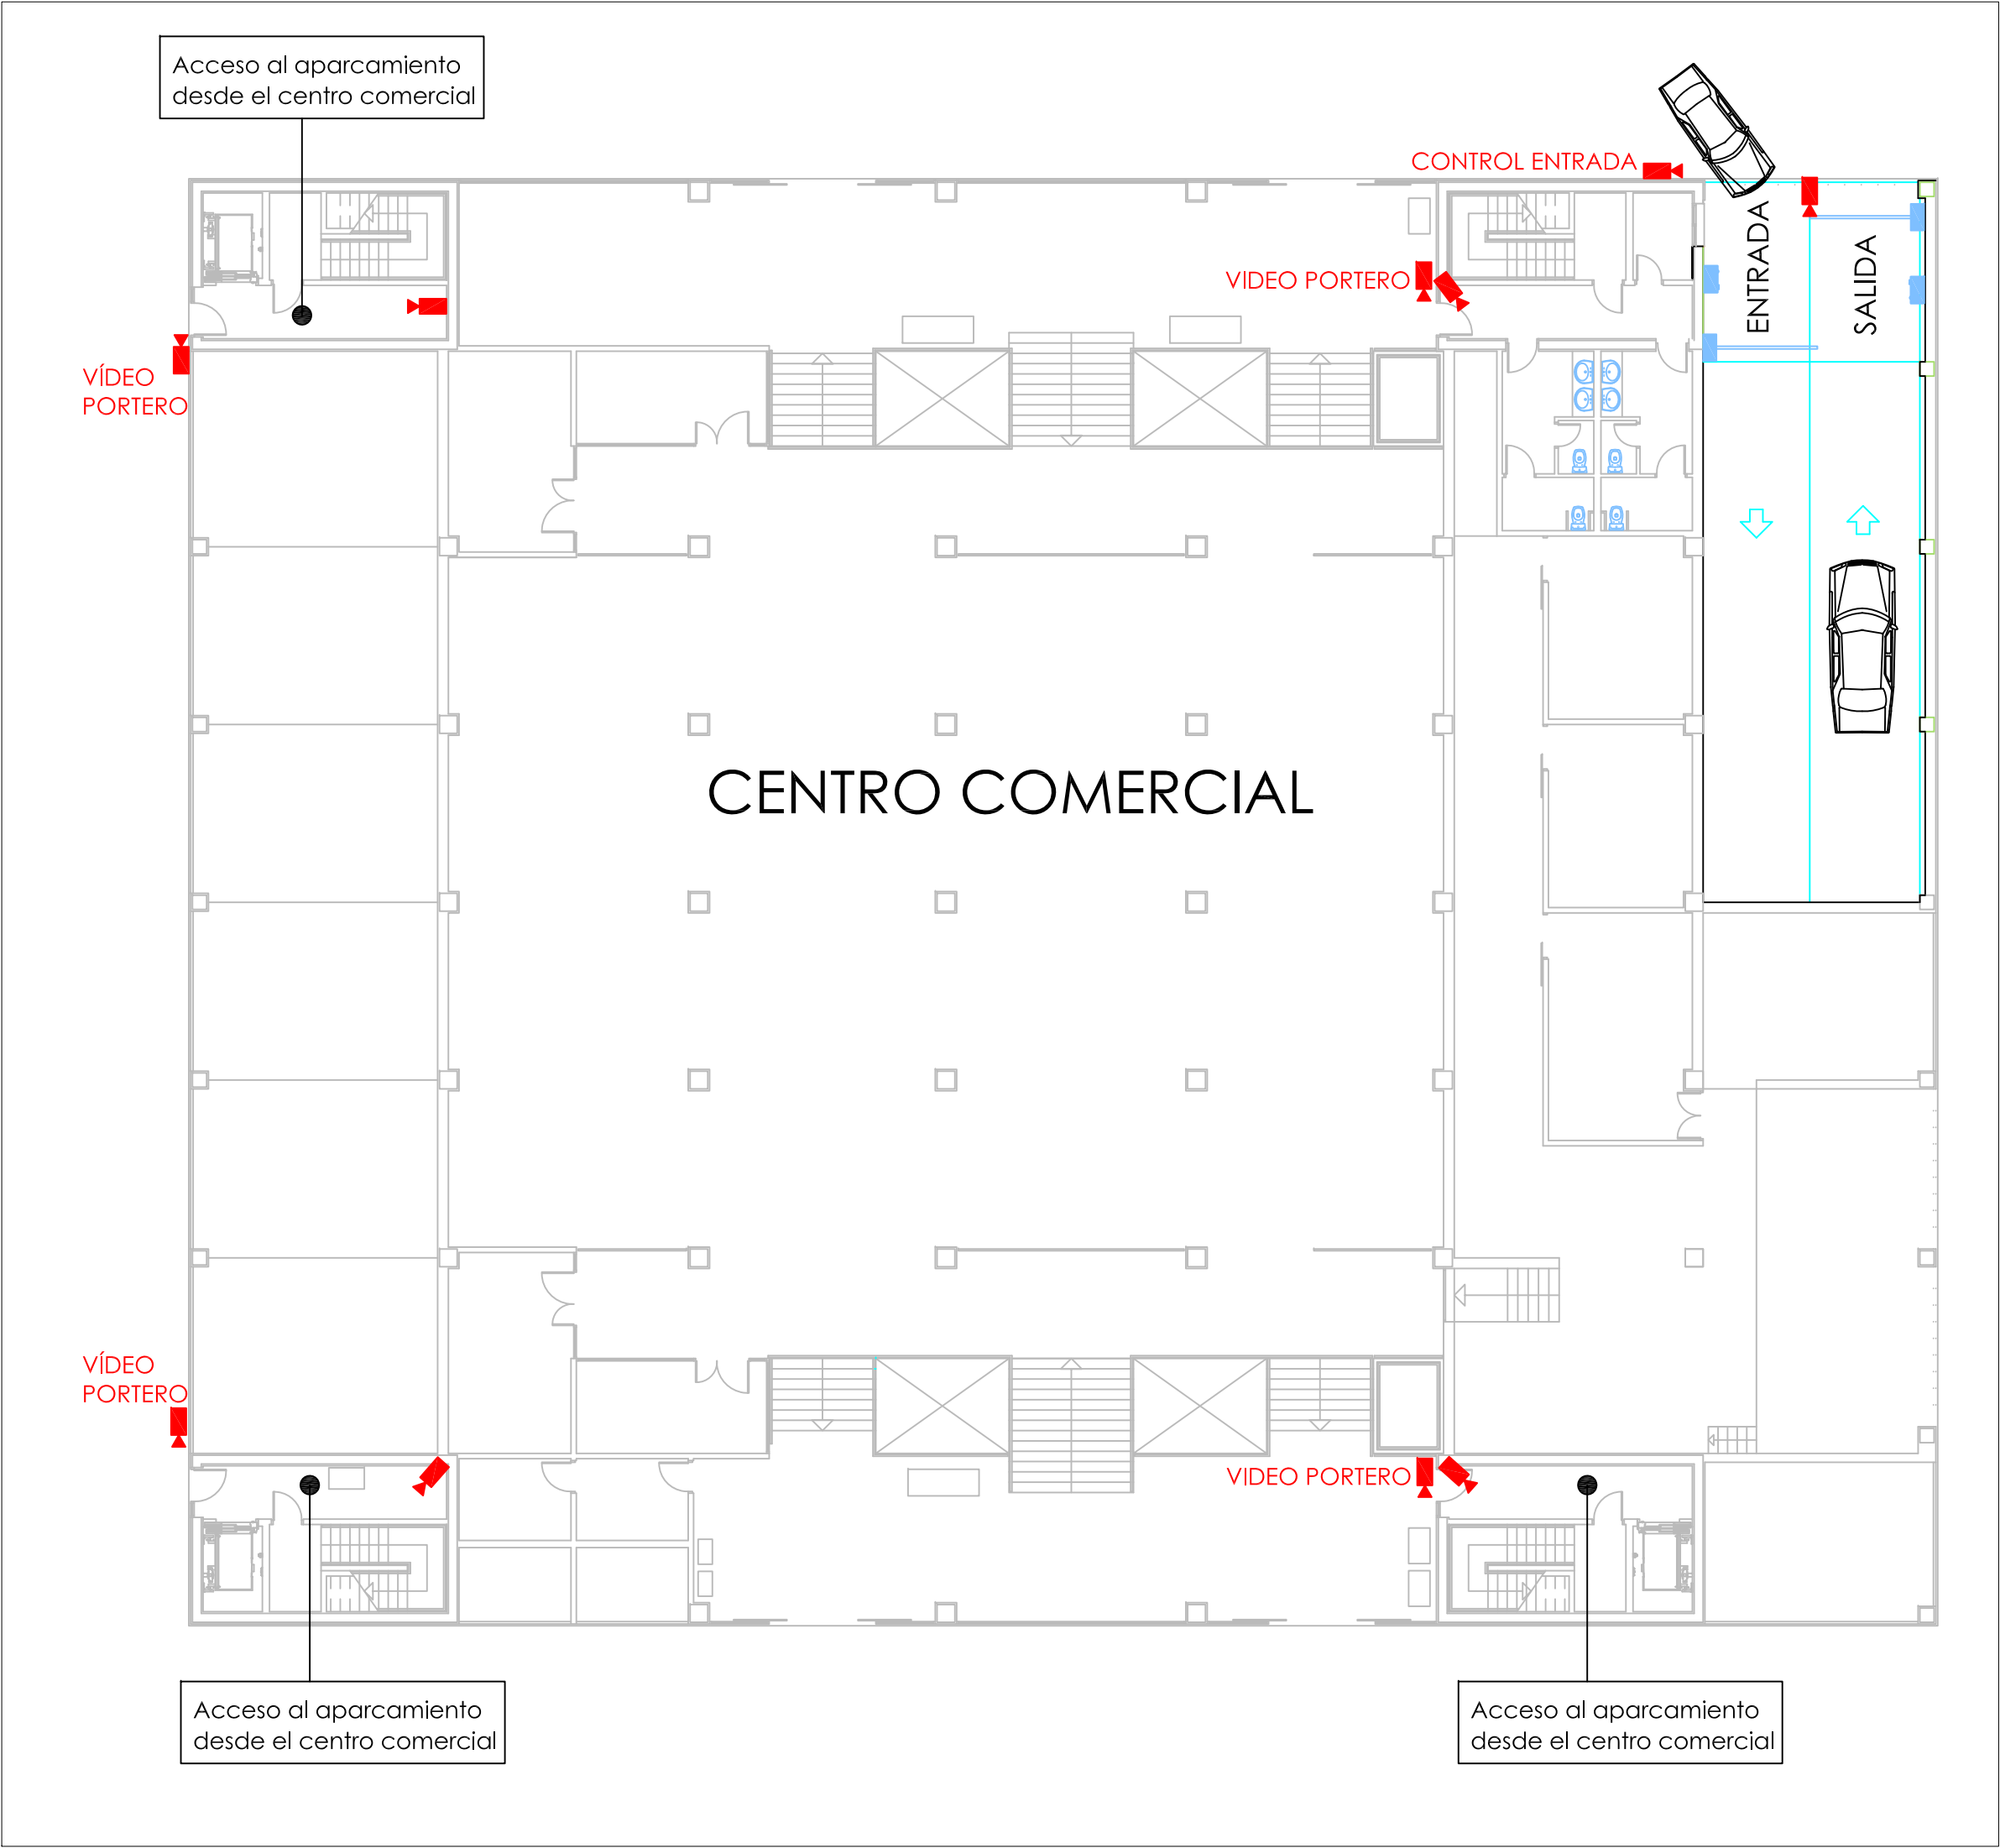 Acceso al aparcamiento
desde el centro comercial
CONTROL ENTRADA
ENTRADA
SALIDA
VIDEO PORTERO
VÍDEO
PORTERO
CENTRO COMERCIAL
VÍDEO
PORTERO
VIDEO PORTERO
Acceso al aparcamiento
desde el centro comercial
Acceso al aparcamiento
desde el centro comercial